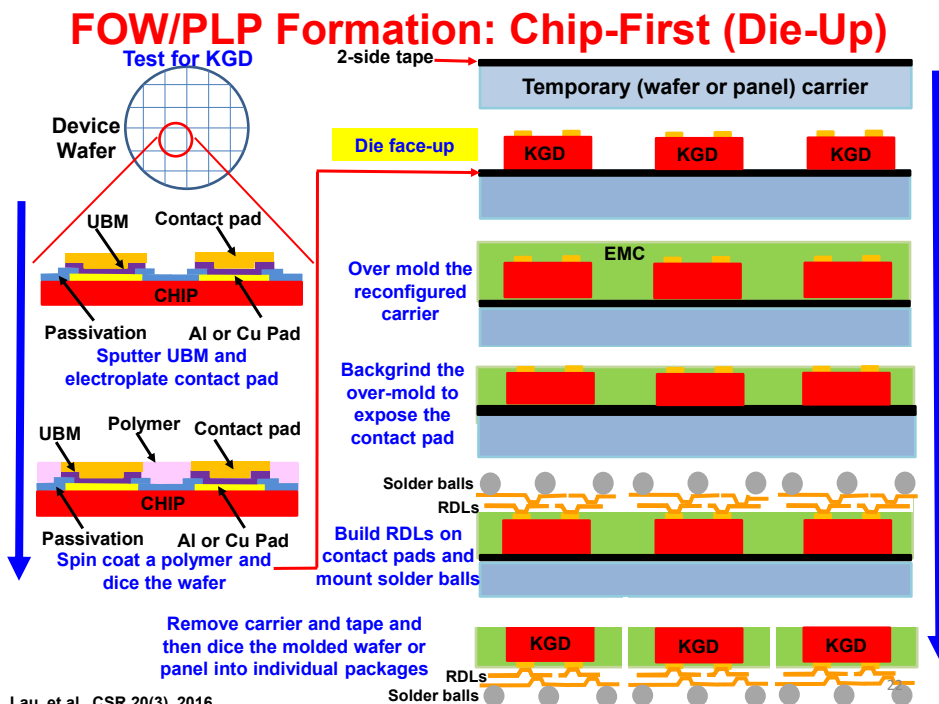 FOW/PLP Formation: Chip-First (Die-Up)
Test for KGD
Device
Wafer
UBM
Contact pad
CHIP
Passivation
Al or Cu Pad
Sputter UBM and
electroplate contact pad
UBM
Polymer
Contact pad
CHIP
Passivation
Al or Cu Pad
Spin coat a polymer and
dice the wafer
2-side tape
Temporary (wafer or panel) carrier
Die face-up
KGD
KGD
KGD
EMC
Over mold the
reconfigured
carrier
Backgrind the
over-mold to
expose the
contact pad
Solder balls
RDLs
Build RDLs on
contact pads and
mount solder balls
Remove carrier and tape and
then dice the molded wafer or
panel into individual packages
KGD
KGD
KGD
RDLs
Solder balls
22
Lau, et al., CSR 20(3), 2016